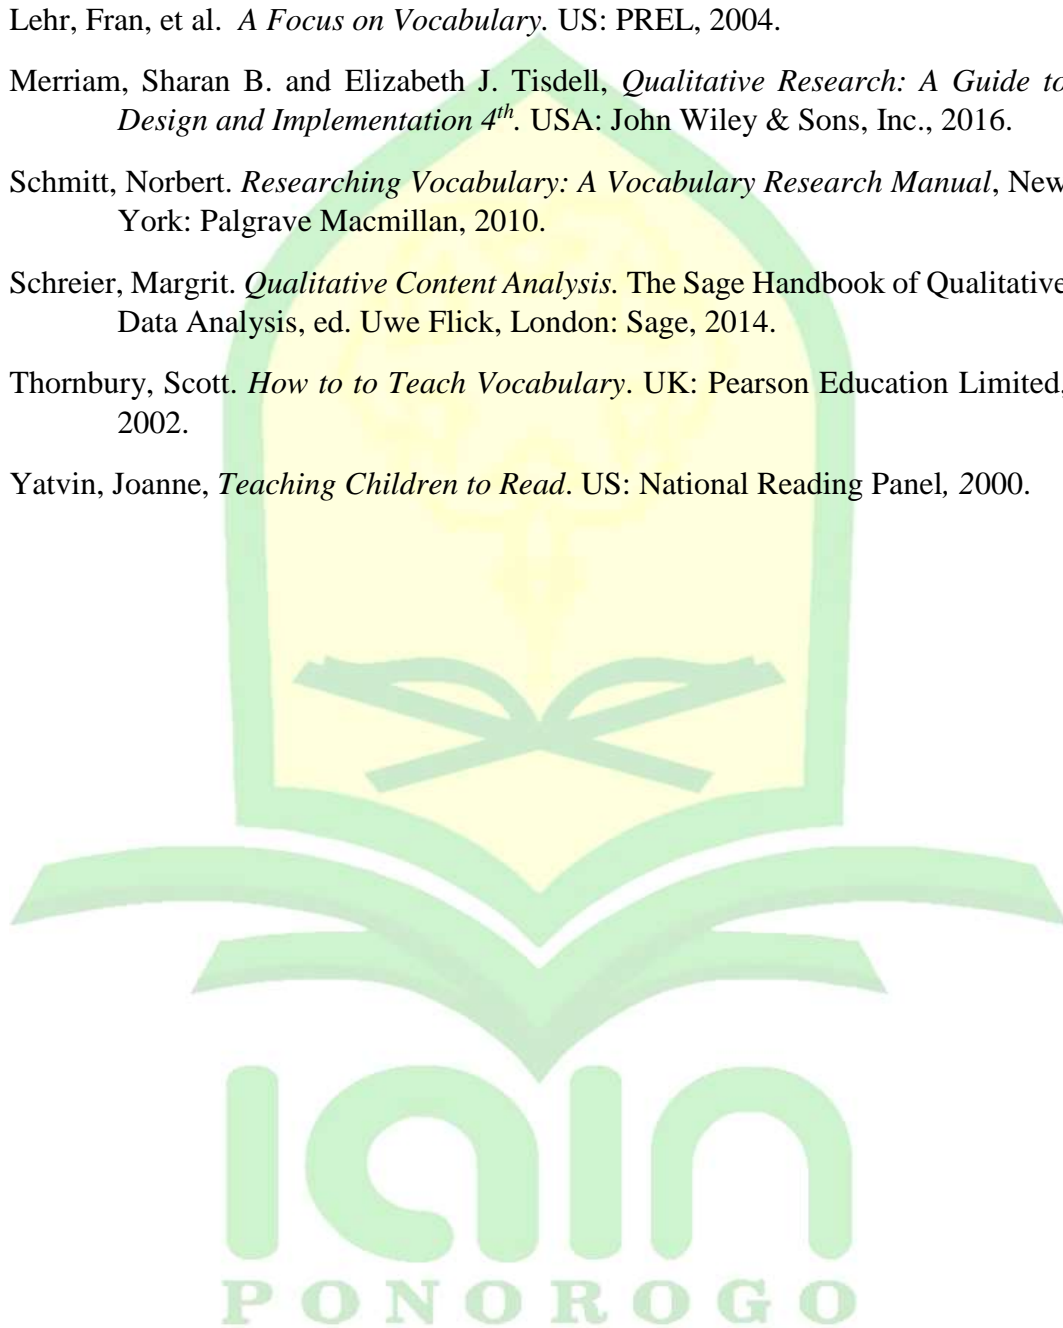 Lehr, Fran, et al. A Focus on Vocabulary. US: PREL, 2004.
Merriam, Sharan B. and Elizabeth J. Tisdell, Qualitative Research: A Guide to
Design and Implementation 4th. USA: John Wiley & Sons, Inc., 2016.
Schmitt, Norbert. Researching Vocabulary: A Vocabulary Research Manual, New
York: Palgrave Macmillan, 2010.
Schreier, Margrit. Qualitative Content Analysis. The Sage Handbook of Qualitative
Data Analysis, ed. Uwe Flick, London: Sage, 2014.
Thornbury, Scott. How to to Teach Vocabulary. UK: Pearson Education Limited,
2002.
Yatvin, Joanne, Teaching Children to Read. US: National Reading Panel, 2000.
iain
PONOROGO